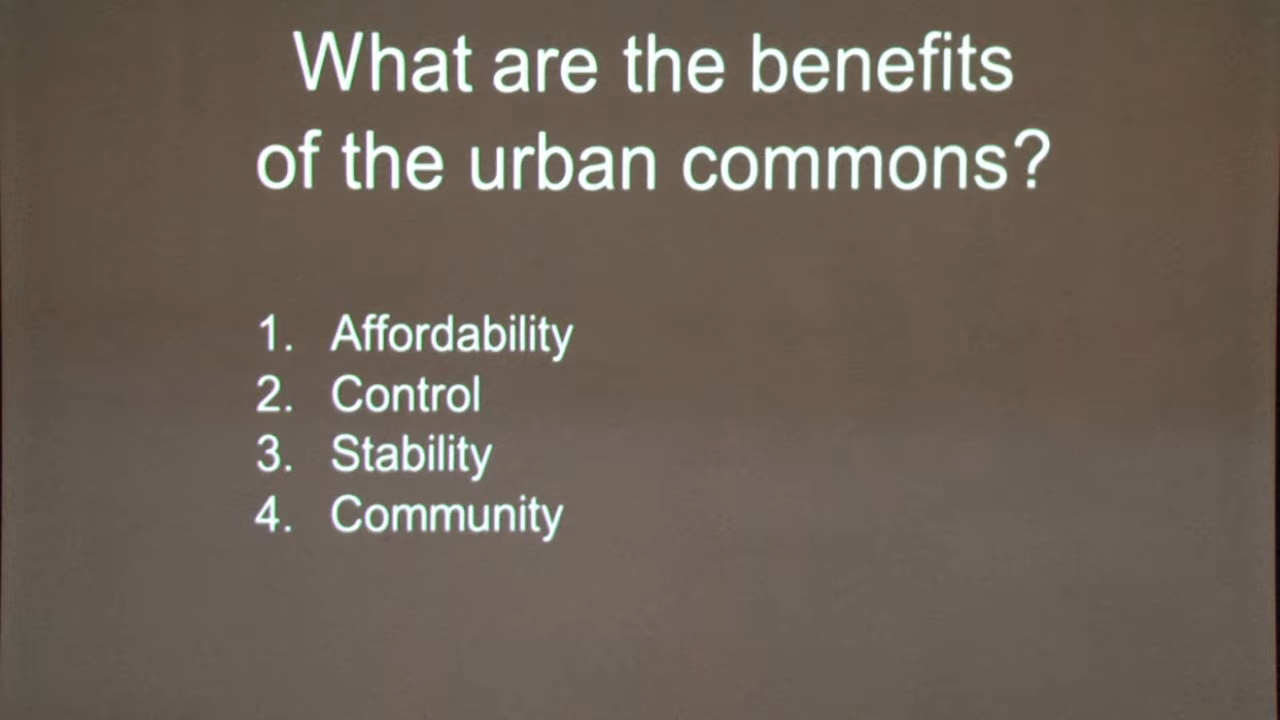 What are the benefits
of the urban commons?
1. Affordability
2. Control
3. Stability
4. Community